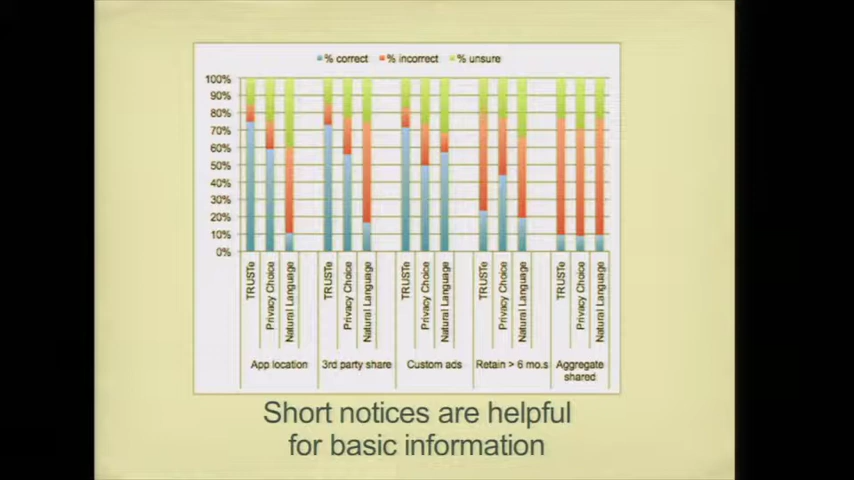 % correct % incorrect % unsure
100%
90%
80%
70%
60%
50%
40%
30%
20%
10%
0%
TRUSTe
Privacy Choice
Natural Language
TRUSTe
Privacy Choice
Natural Language
TRUSTe
Privacy Choice
Natural Language
TRUSTe
Privacy Choice
Natural Language
TRUSTe
Privacy Choice
Natural Language
App location 3rd party share Custom ads Retain > 6 mo.s Aggregate
shared
Short notices are helpful
for basic information